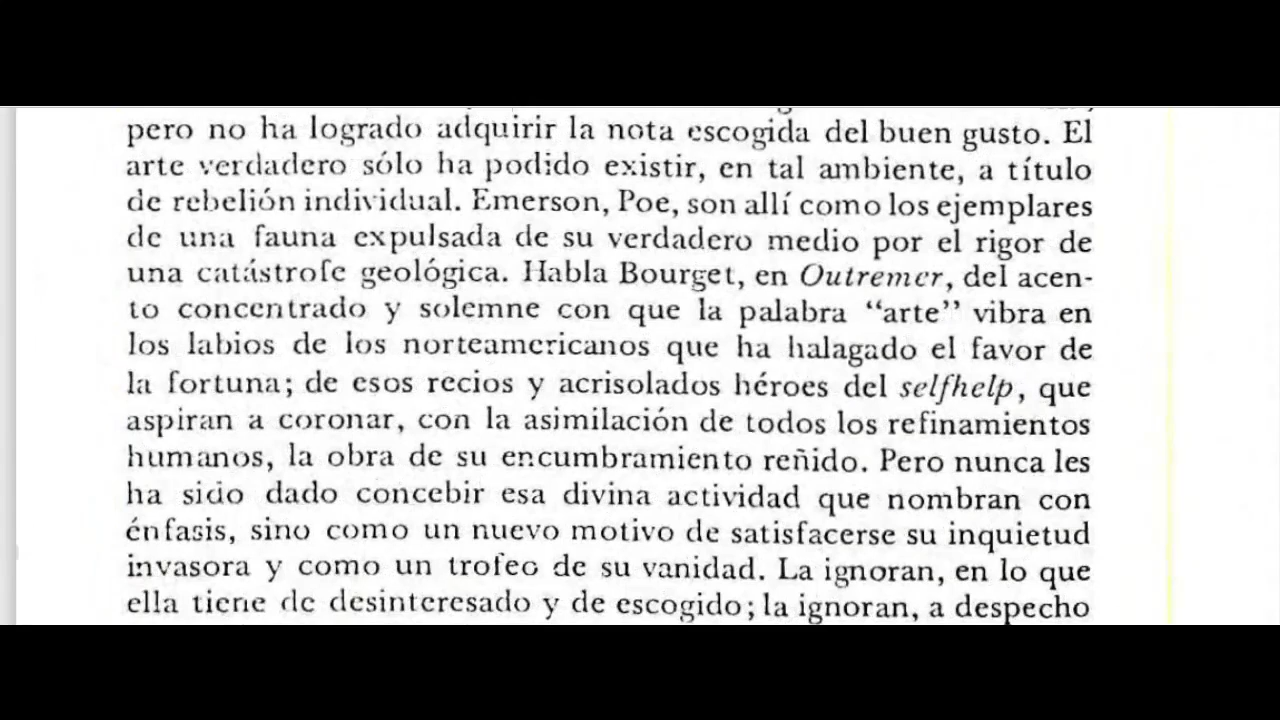 pero no ha logrado adquirir la nota escogida del buen gusto. El
arte verdadero sólo ha podido existir, en tal ambiente, a título
de rebelión individual. Emerson, Poe, son allí como los ejemplares
de una fauna expulsada de su verdadero medio por el rigor de
una catástrofe geológica. Habla Bourget, en Outremer, del acen-
to concentrado y solemne con que la palabra “arte” vibra en
los labios de los norteamericanos que ha halagado el favor de
la fortuna; de esos recios y acrisolados héroes del selfhelp, que
aspiran a coronar, con la asimilación de todos los refinamientos
humanos, la obra de su encumbramiento reñido. Pero nunca les
ha sido dado concebir esa divina actividad que nombran con
énfasis, sino como un nuevo motivo de satisfacerse su inquietud
invasora y como un trofeo de su vanidad. La ignoran, en lo que
ella tiene de desinteresado y de escogido; la ignoran, a despecho